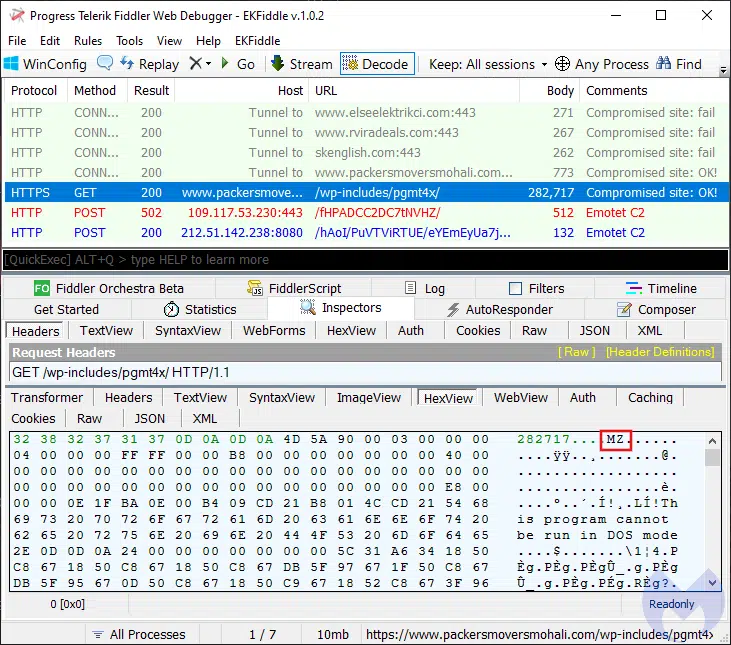 Progress Telerik Fiddler Web Debugger - EKFiddle v.1.0.2
File Edit Rules Tools View Help EKFiddle
WinConfig Replay Go Stream Decode Keep: All sessions Any Process Find
Protocol Method Result Host URL Body Comments
HTTP CONN... 200 Tunnel to www.elseelektrikci.com:443 271 Compromised site: fail
HTTP CONN... 200 Tunnel to www.rviradeals.com:443 267 Compromised site: fail
HTTP CONN... 200 Tunnel to skenglish.com:443 262 Compromised site: fail
HTTP CONN... 200 Tunnel to www.packersmoversmohali.com... 773 Compromised site: OK!
HTTPS GET 200 www.packersmove... /wp-includes/pgmt4x/ 282,717 Compromised site: OK!
HTTP POST 502 109.117.53.230:443 /fHPADCC2DC7tNVHZ/ 512 Emotet C2
HTTP POST 200 212.51.142.238:8080 /hAoI/PuVTViRTUE/eYEmEyUa7j... 132 Emotet C2
[QuickExec] ALT+Q > type HELP to learn more
FO Fiddler Orchestra Beta FiddlerScript Log Filters Timeline
Get Started Statistics Inspectors AutoResponder Composer
Headers TextView SyntaxView WebForms HexView Auth Cookies Raw JSON XML
Request Headers [ Raw ] [Header Definitions]
GET /wp-includes/pgmt4x/ HTTP/1.1
Transformer Headers TextView SyntaxView ImageView HexView WebView Auth Caching
Cookies Raw JSON XML
32 38 32 37 31 37 0D 0A 0D 0A 4D 5A 90 00 03 00 00 00 282717....MZ......
04 00 00 00 FF FF 00 00 B8 00 00 00 00 00 00 00 40 00 ....ÿÿ..¸.......@.
00 00 00 00 00 00 00 00 00 00 00 00 00 00 00 00 00 00 ..................
00 00 00 00 00 00 00 00 00 00 00 00 00 00 00 00 E8 00 ................è.
00 00 0E 1F BA 0E 00 B4 09 CD 21 B8 01 4C CD 21 54 68 ....º..´.Í!¸.LÍ!Th
69 73 20 70 72 6F 67 72 61 6D 20 63 61 6E 6E 6F 74 20 is program cannot
62 65 20 72 75 6E 20 69 6E 20 44 4F 53 20 6D 6F 64 65 be run in DOS mode
2E 0D 0D 0A 24 00 00 00 00 00 00 00 5C 31 A6 34 18 50 ....$.......\1¦4.P
C8 67 18 50 C8 67 18 50 C8 67 DB 5F 97 67 1F 50 C8 67 Èg.PÈg.PÈgÛ_.g.PÈg
DB 5F 95 67 0D 50 C8 67 18 50 C9 67 18 52 C8 67 3F 96 Û_.g.PÈg.PÉg.RÈg?.
0 [0x0] Readonly
All Processes 1 / 7 10mb https://www.packersmoversmohali.com/wp-includes/pgmt4x